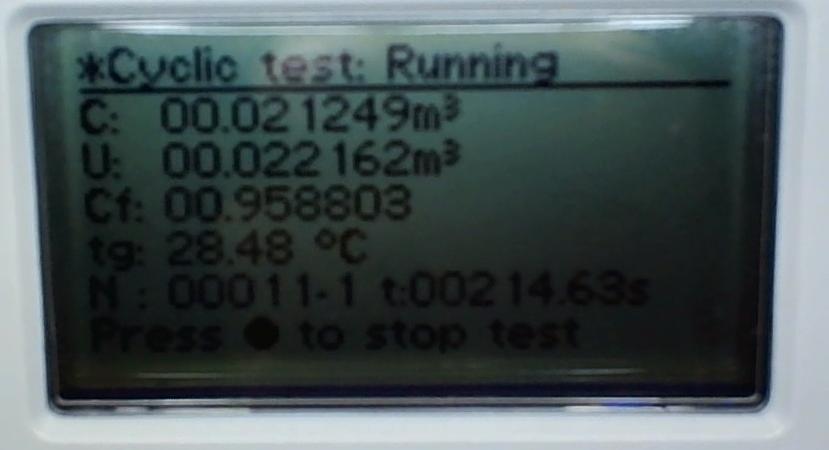 *Cyclic test: Running
C: 00.021249m³
U: 00.022162m³
Cf: 00.958803
tg: 28.48 °C
N : 00011-1 t:00214.63s
Press ● to stop test